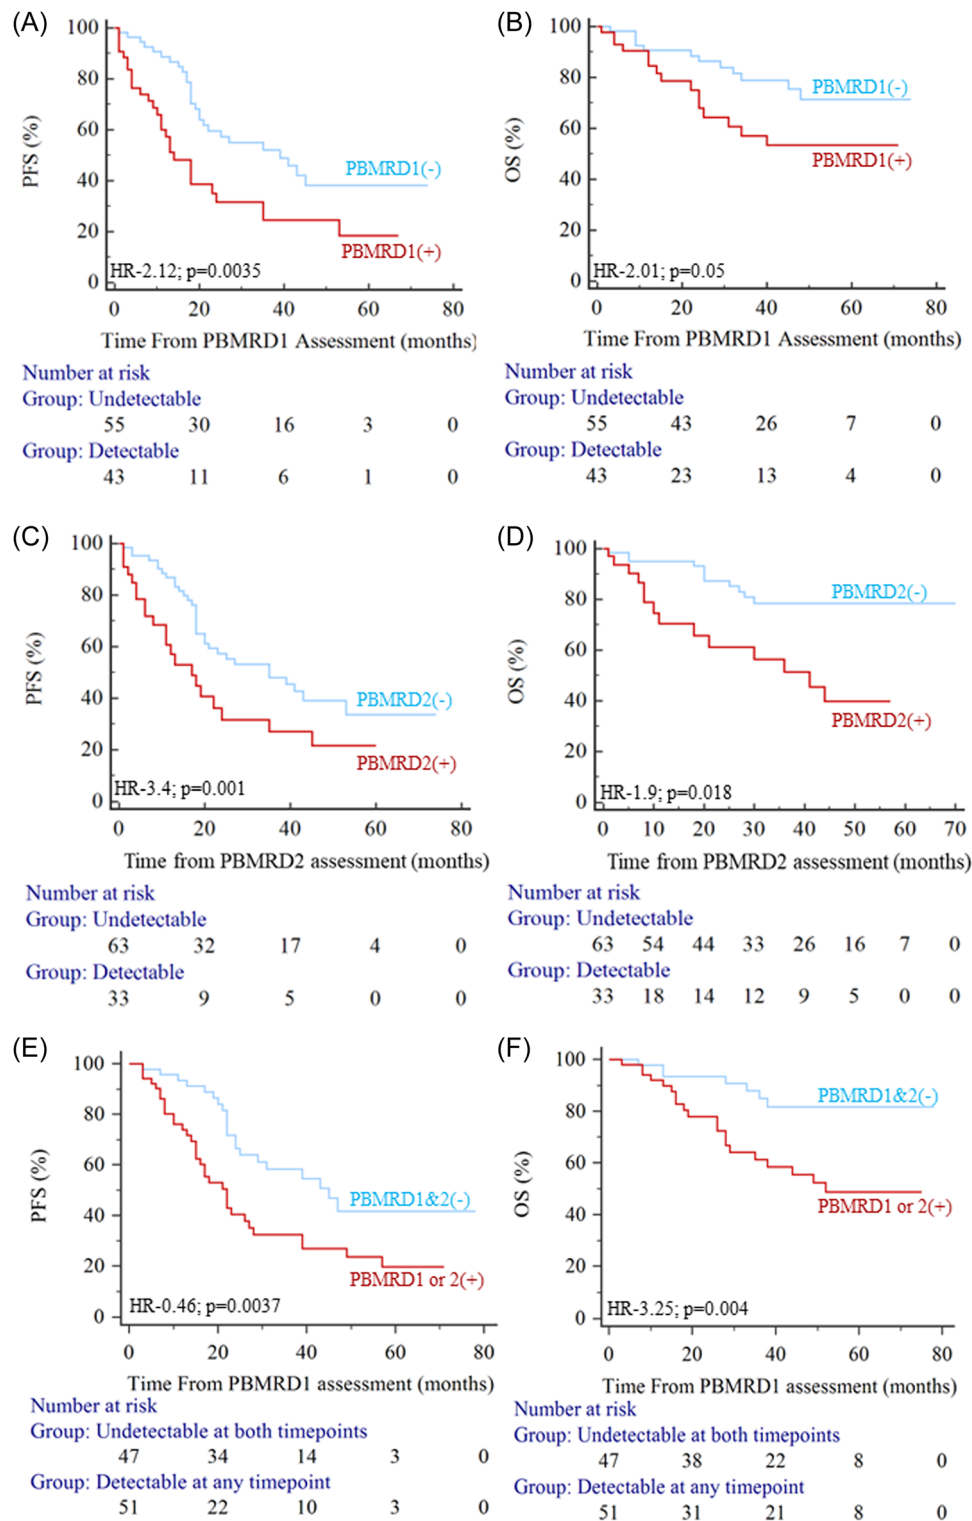 (A)
PFS (%)
100
80
60
40
20
0
PBMRD1(-)
PBMRD1(+)
HR-2.12; p=0.0035
0 20 40 60 80
Time From PBMRD1 Assessment (months)
Number at risk
Group: Undetectable
55 30 16 3 0
Group: Detectable
43 11 6 1 0
(B)
OS (%)
100
80
60
40
20
0
PBMRD1(-)
PBMRD1(+)
HR-2.01; p=0.05
0 20 40 60 80
Time From PBMRD1 Assessment (months)
Number at risk
Group: Undetectable
55 43 26 7 0
Group: Detectable
43 23 13 4 0
(C)
PFS (%)
100
80
60
40
20
0
PBMRD2(-)
PBMRD2(+)
HR-3.4; p=0.001
0 20 40 60 80
Time from PBMRD2 assessment (months)
Number at risk
Group: Undetectable
63 32 17 4 0
Group: Detectable
33 9 5 0 0
(D)
OS (%)
100
80
60
40
20
0
PBMRD2(-)
PBMRD2(+)
HR-1.9; p=0.018
0 10 20 30 40 50 60 70
Time from PBMRD2 assessment (months)
Number at risk
Group: Undetectable
63 54 44 33 26 16 7 0
Group: Detectable
33 18 14 12 9 5 0 0
(E)
PFS (%)
100
80
60
40
20
0
PBMRD1&2(-)
PBMRD1 or 2(+)
HR-0.46; p=0.0037
0 20 40 60 80
Time From PBMRD1 assessment (months)
Number at risk
Group: Undetectable at both timepoints
47 34 14 3 0
Group: Detectable at any timepoint
51 22 10 3 0
(F)
OS (%)
100
80
60
40
20
0
PBMRD1&2(-)
PBMRD1 or 2(+)
HR-3.25; p=0.004
0 20 40 60 80
Time From PBMRD1 assessment (months)
Number at risk
Group: Undetectable at both timepoints
47 38 22 8 0
Group: Detectable at any timepoint
51 31 21 8 0